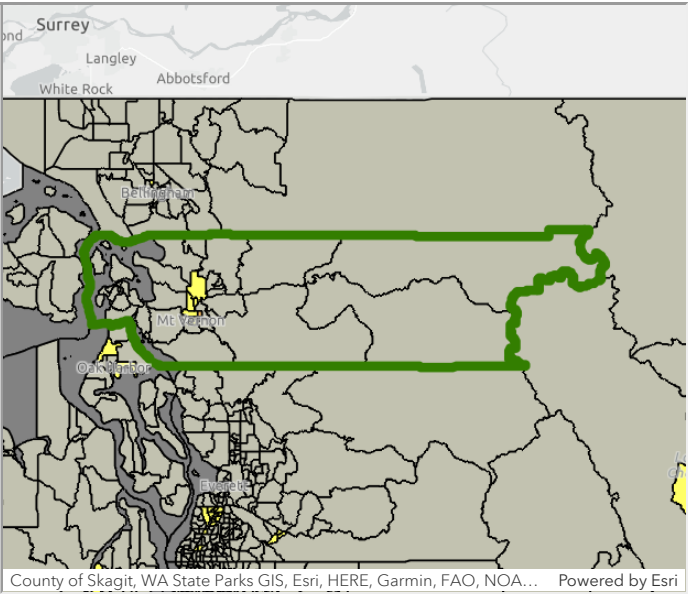 Surrey
ond
Langley
Abbotsford
White Rock
Bellingham
Mt Vernon
Oak Harbor
Everett
County of Skagit, WA State Parks GIS, Esri, HERE, Garmin, FAO, NOA... Powered by Esri